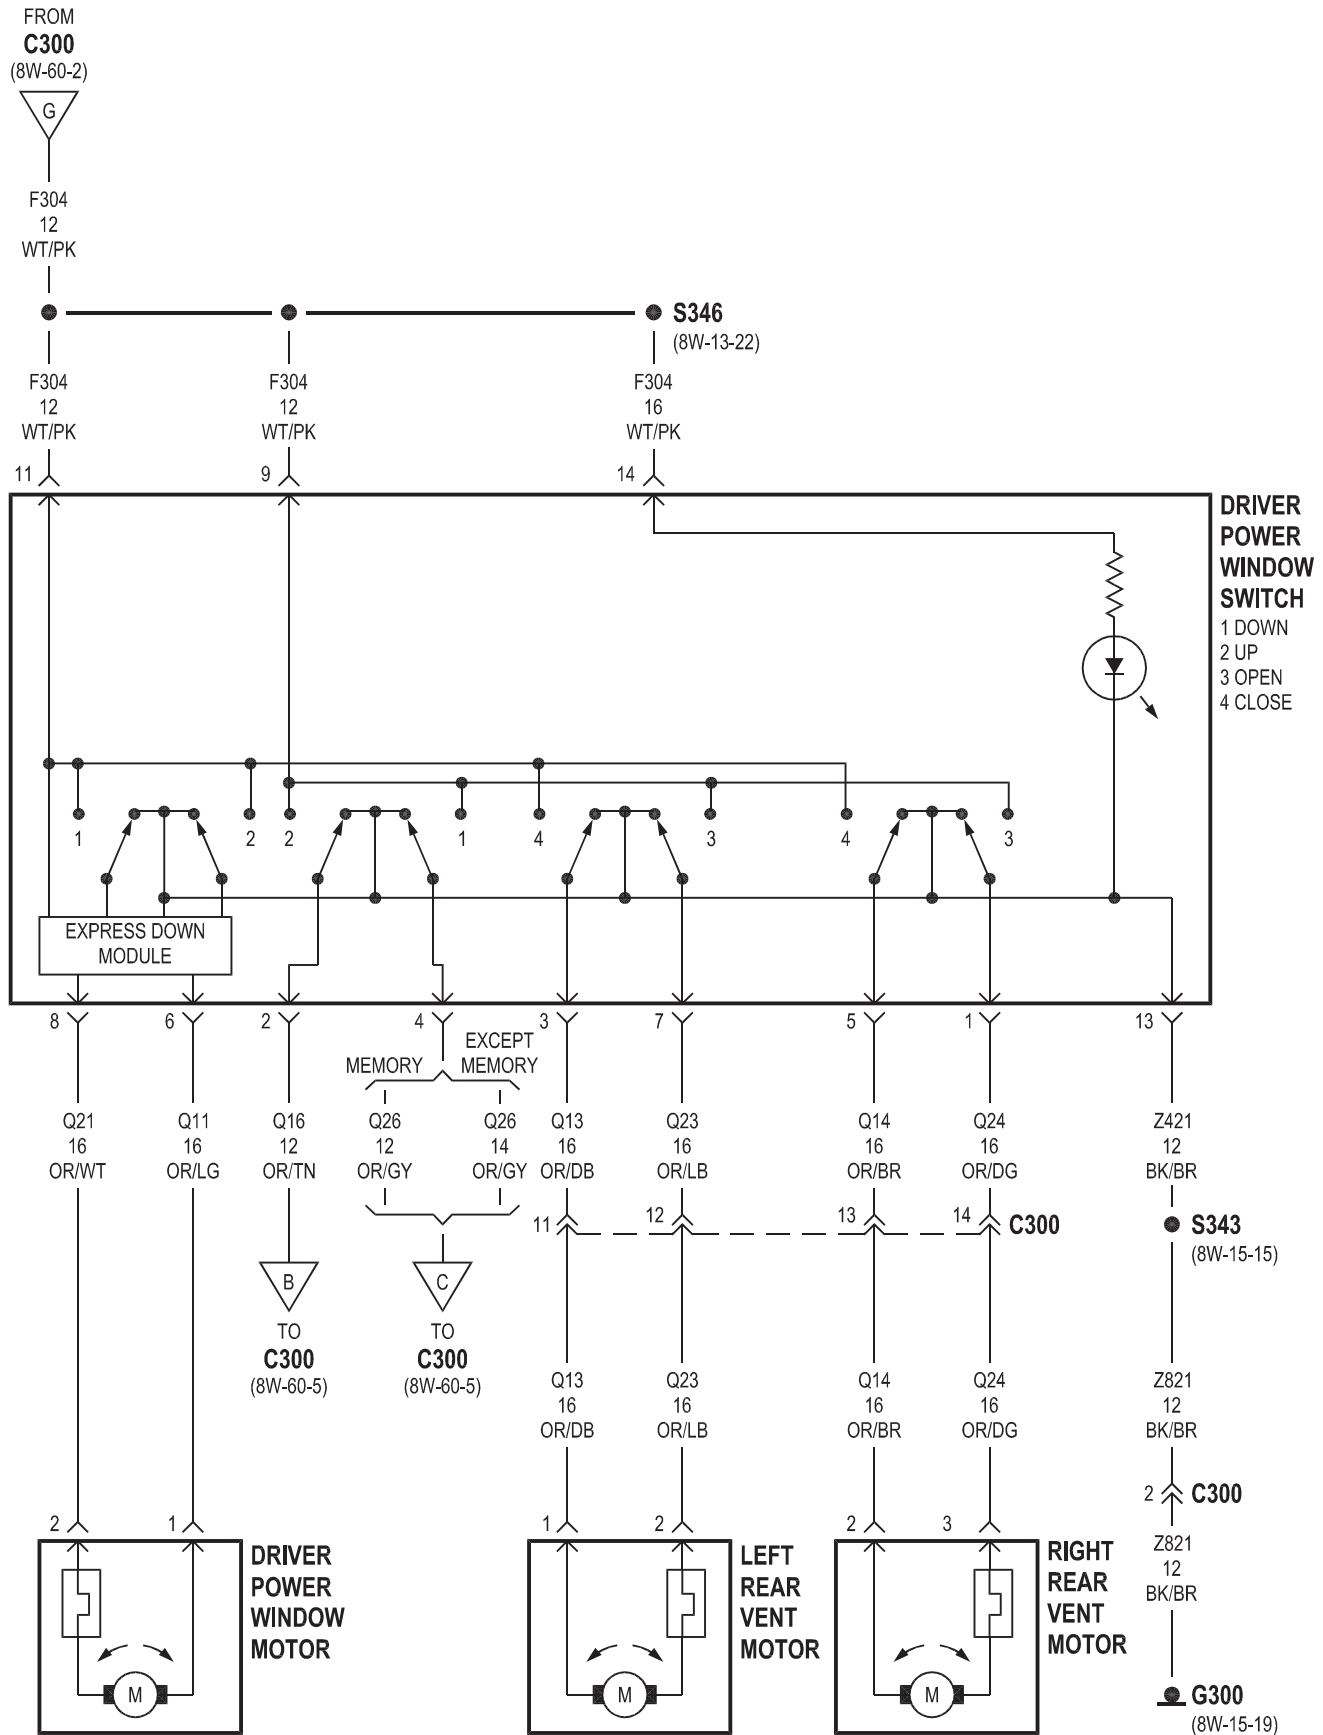 FROM
C300
(8W-60-2)
G
F304
12
WT/PK
S346
(8W-13-22)
F304
12
WT/PK
F304
12
WT/PK
F304
16
WT/PK
11
9
14
DRIVER
POWER
WINDOW
SWITCH
1 DOWN
2 UP
3 OPEN
4 CLOSE
1
2
2
1
4
3
4
3
EXPRESS DOWN
MODULE
8
6
2
4
3
7
5
1
13
MEMORY
EXCEPT
MEMORY
Q21
16
OR/WT
Q11
16
OR/LG
Q16
12
OR/TN
Q26
12
OR/GY
Q26
14
OR/GY
Q13
16
OR/DB
Q23
16
OR/LB
Q14
16
OR/BR
Q24
16
OR/DG
Z421
12
BK/BR
11
12
13
14
C300
S343
(8W-15-15)
B
TO
C300
(8W-60-5)
C
TO
C300
(8W-60-5)
Q13
16
OR/DB
Q23
16
OR/LB
Q14
16
OR/BR
Q24
16
OR/DG
Z821
12
BK/BR
2
C300
2
1
1
2
2
3
DRIVER
POWER
WINDOW
MOTOR
M
LEFT
REAR
VENT
MOTOR
M
RIGHT
REAR
VENT
MOTOR
M
Z821
12
BK/BR
G300
(8W-15-19)